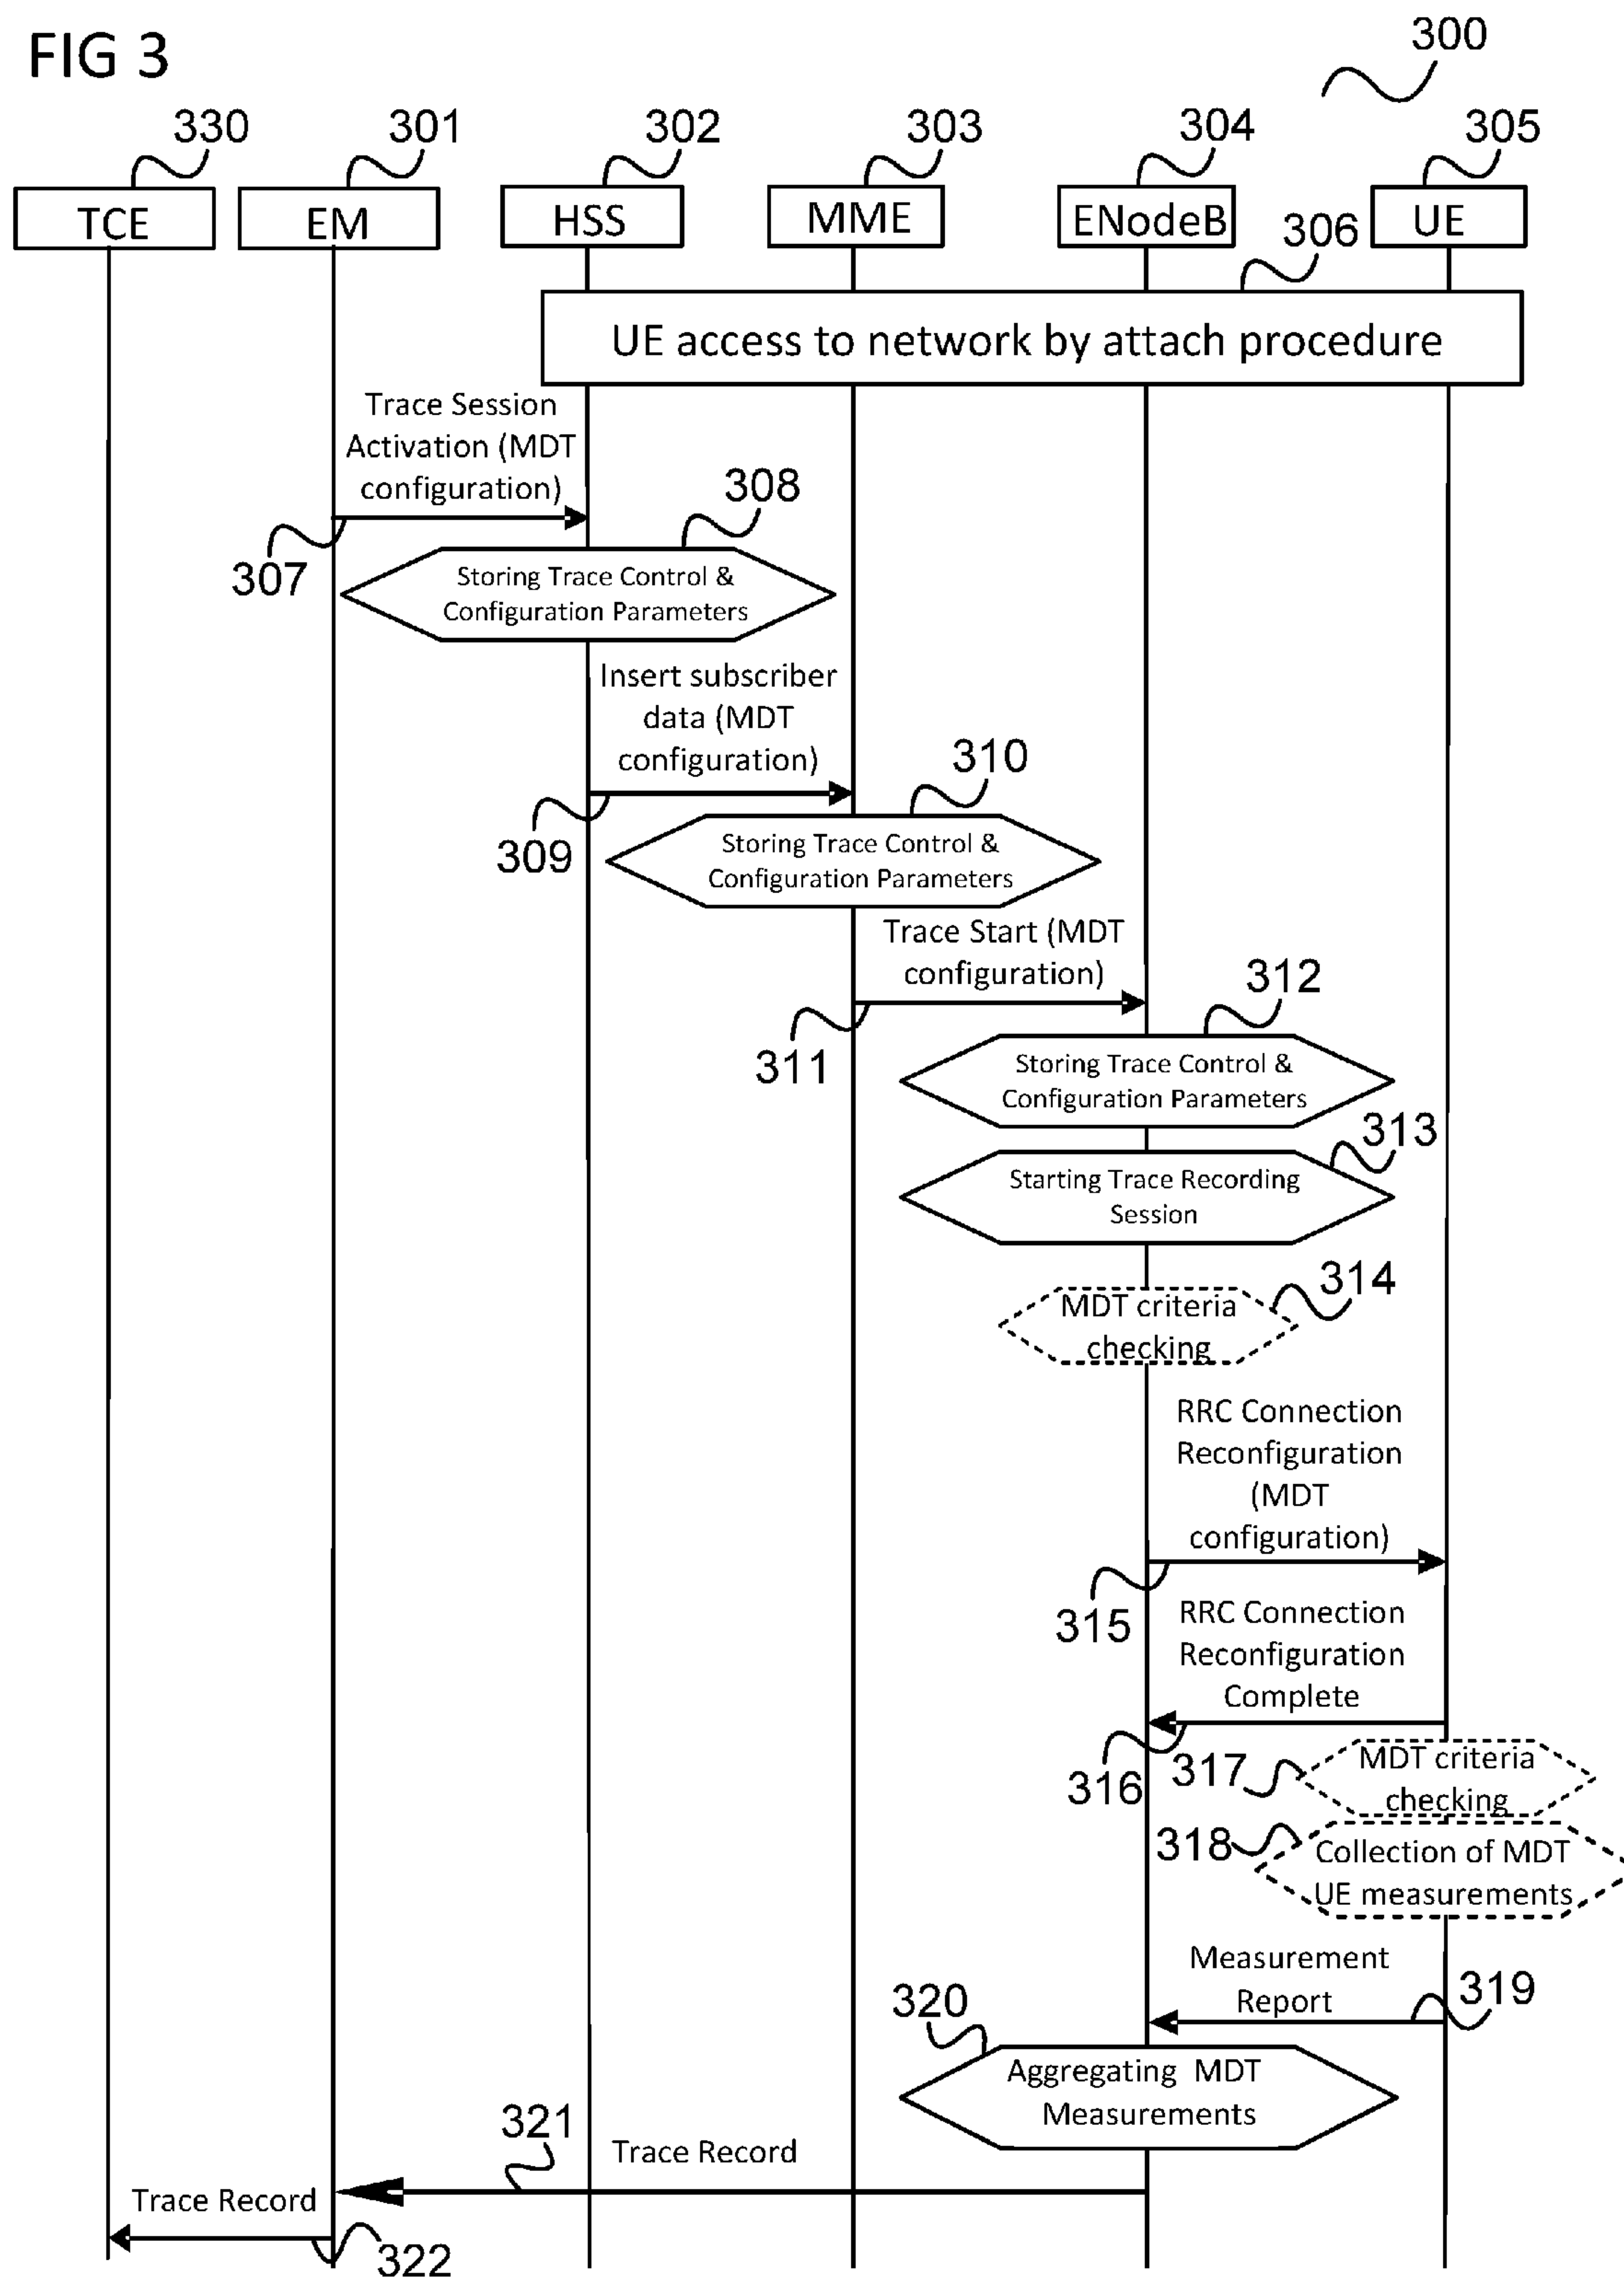 FIG 3
300
330
301
302
303
304
305
TCE
EM
HSS
MME
ENodeB
UE
306
UE access to network by attach procedure
Trace Session
Activation (MDT
configuration)
307
308
Storing Trace Control &
Configuration Parameters
Insert subscriber
data (MDT
configuration)
309
310
Storing Trace Control &
Configuration Parameters
Trace Start (MDT
configuration)
311
312
Storing Trace Control &
Configuration Parameters
313
Starting Trace Recording
Session
314
MDT criteria
checking
RRC Connection
Reconfiguration
(MDT
configuration)
315
RRC Connection
Reconfiguration
Complete
316
317
MDT criteria
checking
318
Collection of MDT
UE measurements
Measurement
Report
319
320
Aggregating MDT
Measurements
321
Trace Record
Trace Record
322